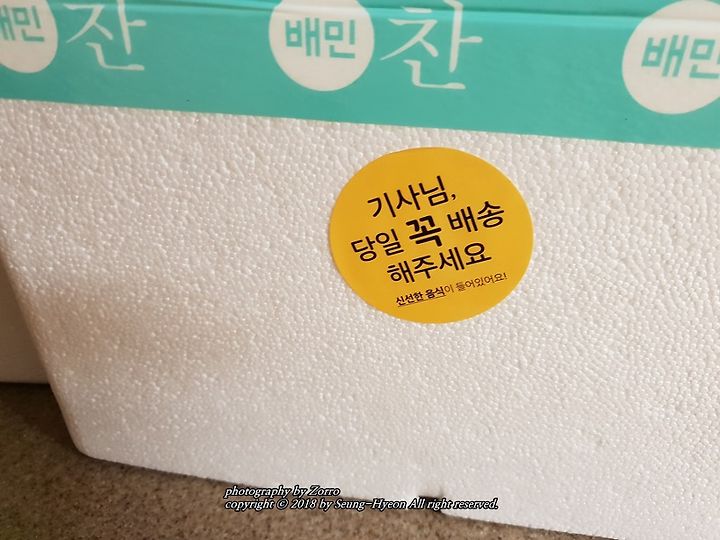 배민 찬 배민 찬 배민
기사님,
당일 꼭 배송
해주세요
신선한 음식이 들어있어요!
photography by Zorro
copyright © 2018 by Seung-Hyeon All right reserved.